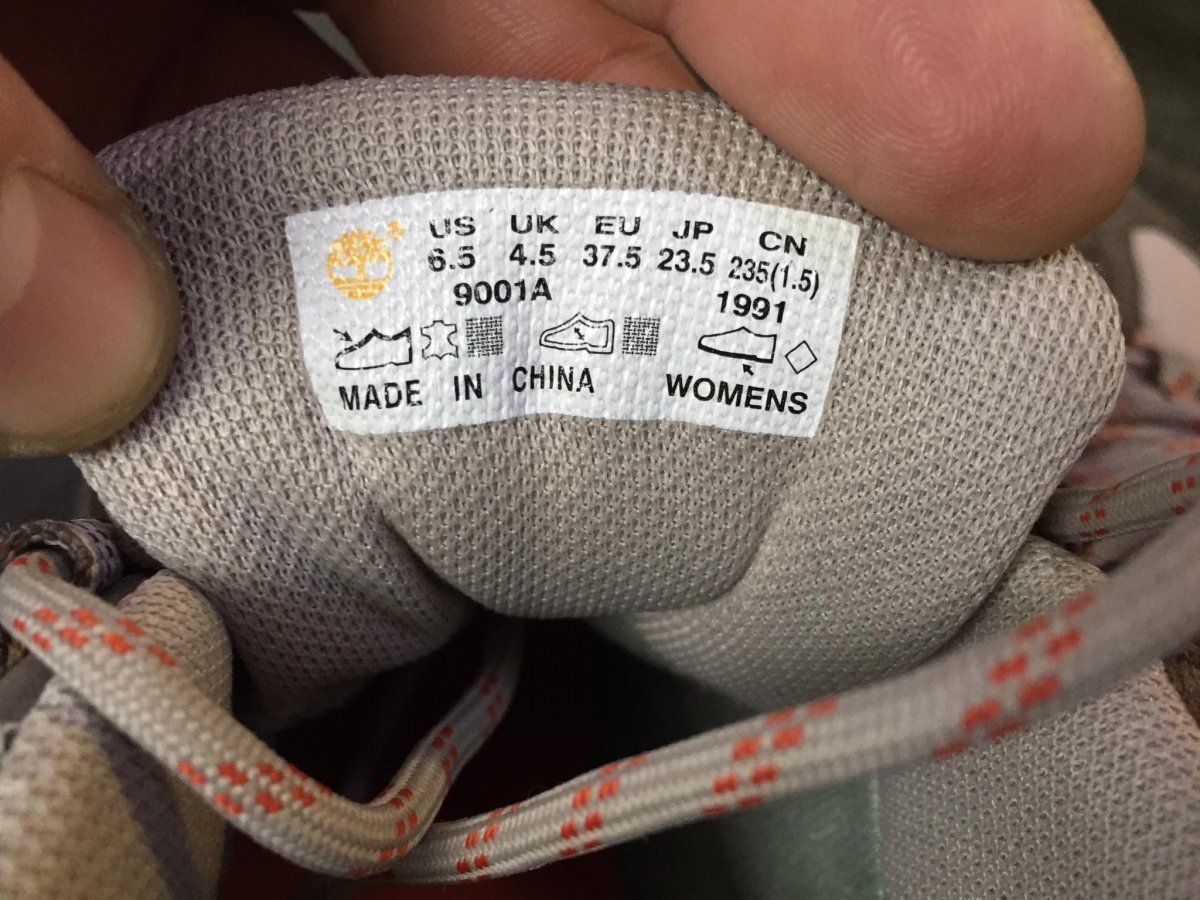 US UK EU JP CN
6.5 4.5 37.5 23.5 235(1.5)
9001A 1991
MADE IN CHINA WOMENS